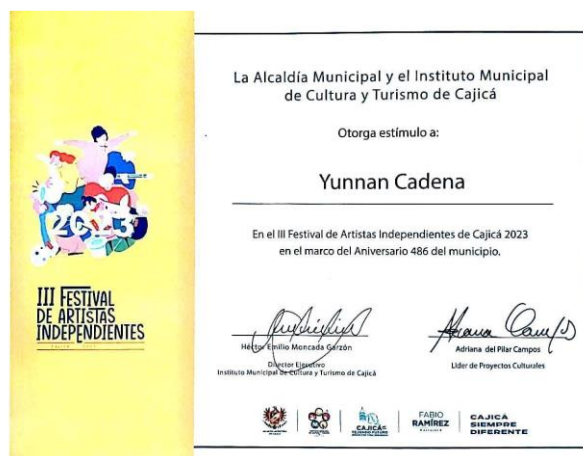 2023
III FESTIVAL
DE ARTISTAS
INDEPENDIENTES
La Alcaldía Municipal y el Instituto Municipal
de Cultura y Turismo de Cajicá
Otorga estímulo a:
Yunnan Cadena
En el III Festival de Artistas Independientes de Cajicá 2023
en el marco del Aniversario 486 del municipio.
Héctor Emilio Moncada Garzón
Director Ejecutivo
Instituto Municipal de Cultura y Turismo de Cajicá
Adriana del Pilar Campos
Líder de Proyectos Culturales
CAJICÁ
FABIO
RAMÍREZ
CAJICÁ
SIEMPRE
DIFERENTE